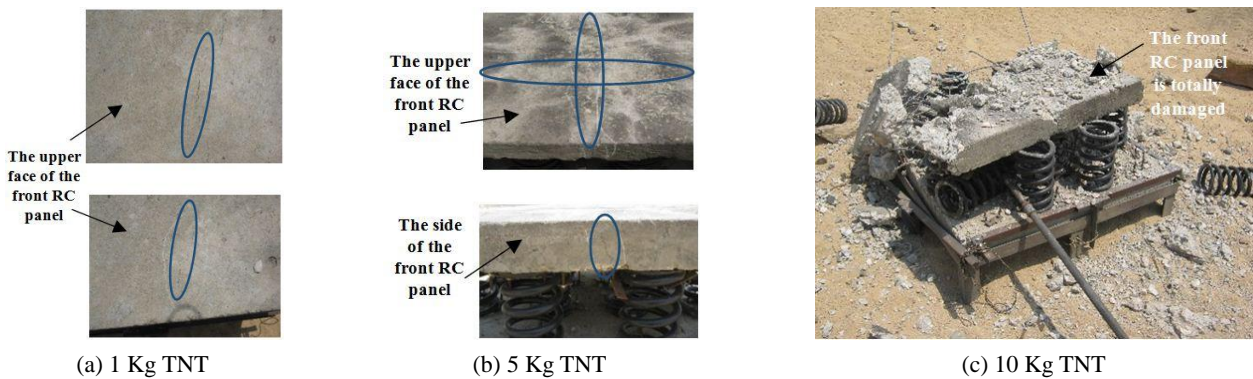 The upper
face of the
front RC
panel
(a) 1 Kg TNT
The upper
face of the
front RC
panel
The side
of the
front RC
panel
(b) 5 Kg TNT
The front
RC panel
is totally
damaged
(c) 10 Kg TNT